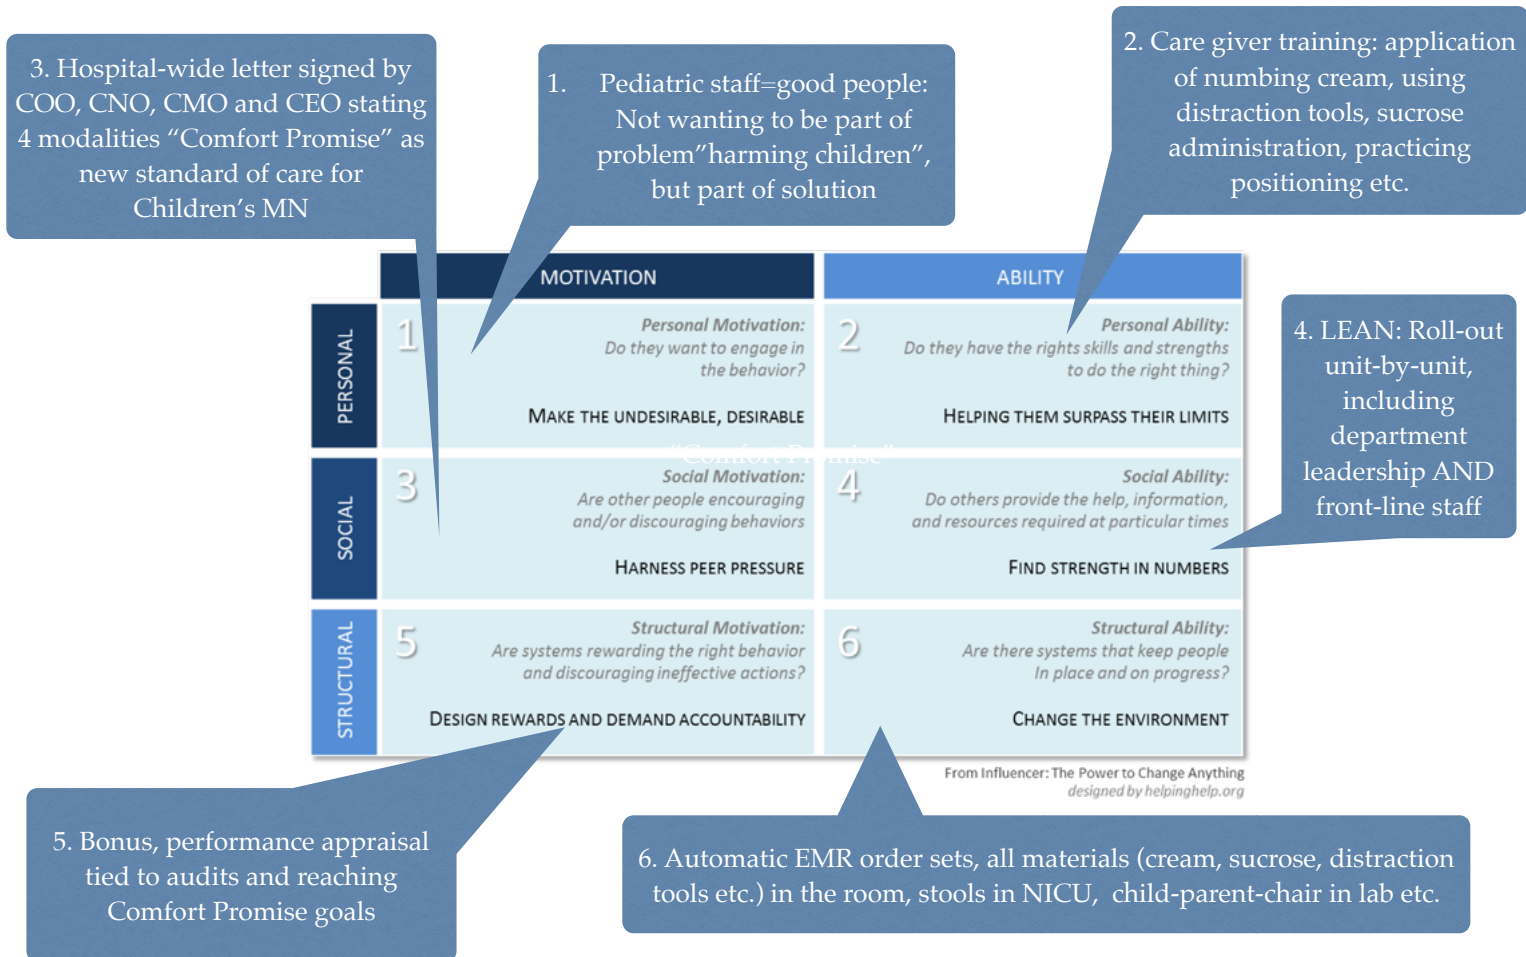 3. Hospital-wide letter signed by
COO, CNO, CMO and CEO stating
4 modalities “Comfort Promise” as
new standard of care for
Children’s MN
1. Pediatric staff=good people:
Not wanting to be part of
problem”harming children”,
but part of solution
2. Care giver training: application
of numbing cream, using
distraction tools, sucrose
administration, practicing
positioning etc.
MOTIVATION
ABILITY
PERSONAL
1
Personal Motivation:
Do they want to engage in
the behavior?
MAKE THE UNDESIRABLE, DESIRABLE
2
Personal Ability:
Do they have the rights skills and strengths
to do the right thing?
HELPING THEM SURPASS THEIR LIMITS
4. LEAN: Roll-out
unit-by-unit,
including
department
leadership AND
front-line staff
“Comfort Promise”
SOCIAL
3
Social Motivation:
Are other people encouraging
and/or discouraging behaviors
HARNESS PEER PRESSURE
4
Social Ability:
Do others provide the help, information,
and resources required at particular times
FIND STRENGTH IN NUMBERS
STRUCTURAL
5
Structural Motivation:
Are systems rewarding the right behavior
and discouraging ineffective actions?
DESIGN REWARDS AND DEMAND ACCOUNTABILITY
6
Structural Ability:
Are there systems that keep people
In place and on progress?
CHANGE THE ENVIRONMENT
From Influencer: The Power to Change Anything
designed by helpinghelp.org
5. Bonus, performance appraisal
tied to audits and reaching
Comfort Promise goals
6. Automatic EMR order sets, all materials (cream, sucrose, distraction
tools etc.) in the room, stools in NICU, child-parent-chair in lab etc.